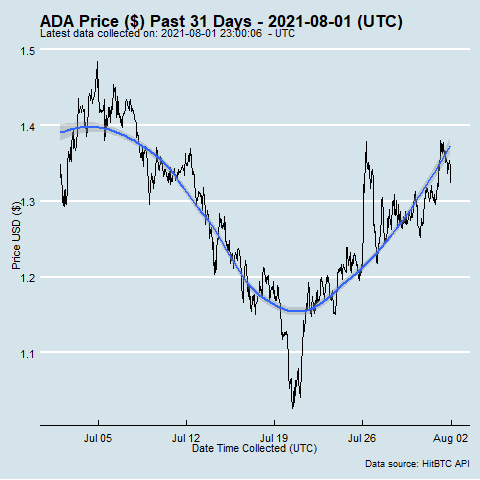 ADA Price ($) Past 31 Days - 2021-08-01 (UTC)
Latest data collected on: 2021-08-01 23:00:06 - UTC
1.5
1.4
1.3
1.2
1.1
Price USD ($)
Jul 05
Jul 12
Jul 19
Jul 26
Aug 02
Date Time Collected (UTC)
Data source: HitBTC API